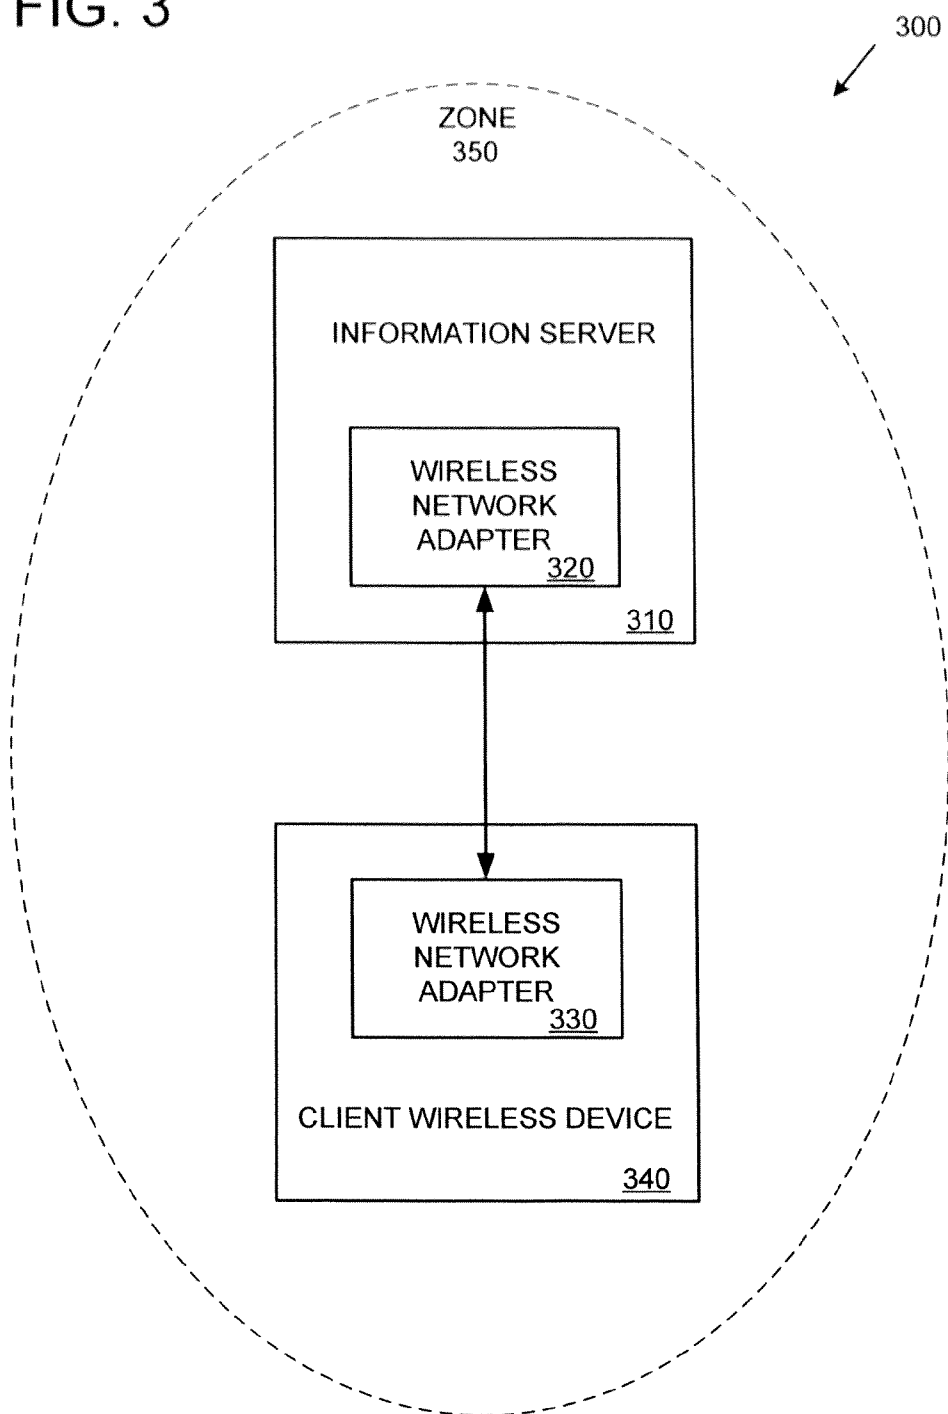 FIG. 3
300
ZONE
350
INFORMATION SERVER
WIRELESS
NETWORK
ADAPTER
320
310
WIRELESS
NETWORK
ADAPTER
330
CLIENT WIRELESS DEVICE
340